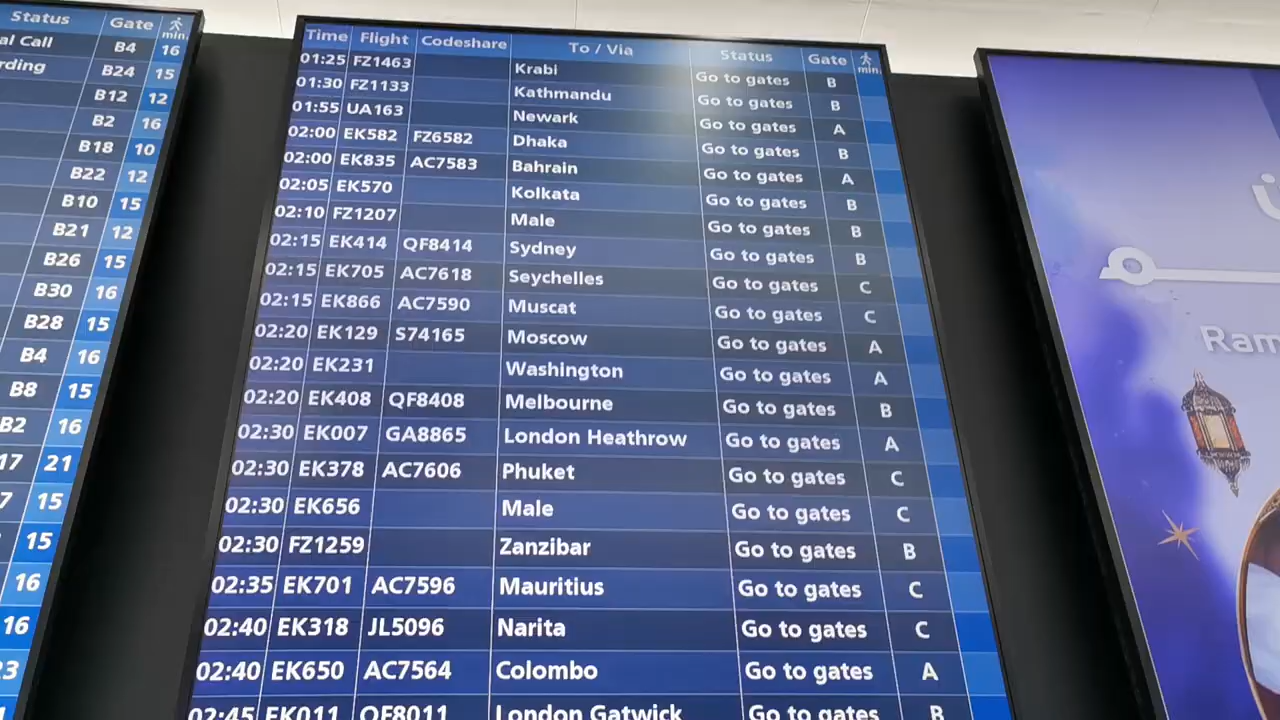 Status Gate min
al Call B4 16
rding B24 15
B12 12
B2 16
B18 10
B22 12
B10 15
B21 12
B26 15
B30 16
B28 15
B4 16
B8 15
B2 16
17 21
7 15
15
16
16
23
Time Flight Codeshare To / Via Status Gate min
01:25 FZ1463 Krabi Go to gates B
01:30 FZ1133 Kathmandu Go to gates B
01:55 UA163 Newark Go to gates A
02:00 EK582 FZ6582 Dhaka Go to gates B
02:00 EK835 AC7583 Bahrain Go to gates A
02:05 EK570 Kolkata Go to gates B
02:10 FZ1207 Male Go to gates B
02:15 EK414 QF8414 Sydney Go to gates B
02:15 EK705 AC7618 Seychelles Go to gates C
02:15 EK866 AC7590 Muscat Go to gates C
02:20 EK129 S74165 Moscow Go to gates A
02:20 EK231 Washington Go to gates A
02:20 EK408 QF8408 Melbourne Go to gates B
02:30 EK007 GA8865 London Heathrow Go to gates A
02:30 EK378 AC7606 Phuket Go to gates C
02:30 EK656 Male Go to gates C
02:30 FZ1259 Zanzibar Go to gates B
02:35 EK701 AC7596 Mauritius Go to gates C
02:40 EK318 JL5096 Narita Go to gates C
02:40 EK650 AC7564 Colombo Go to gates A
02:45 EK011 QF8011 London Gatwick Go to gates B
Ram